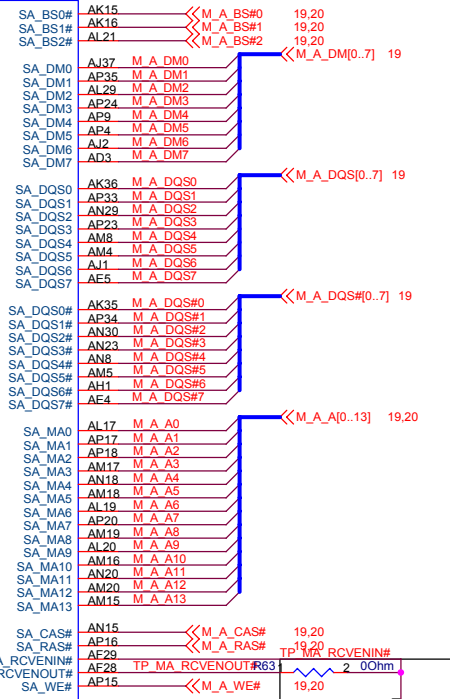 SA_BS0# AK15 M_A_BS#0 19,20
SA_BS1# AK16 M_A_BS#1 19,20
SA_BS2# AL21 M_A_BS#2 19,20
M_A_DM[0..7] 19
SA_DM0 AJ37 M_A_DM0
SA_DM1 AP35 M_A_DM1
SA_DM2 AL29 M_A_DM2
SA_DM3 AP24 M_A_DM3
SA_DM4 AP9 M_A_DM4
SA_DM5 AP4 M_A_DM5
SA_DM6 AJ2 M_A_DM6
SA_DM7 AD3 M_A_DM7
M_A_DQS[0..7] 19
SA_DQS0 AK36 M_A_DQS0
SA_DQS1 AP33 M_A_DQS1
SA_DQS2 AN29 M_A_DQS2
SA_DQS3 AP23 M_A_DQS3
SA_DQS4 AM8 M_A_DQS4
SA_DQS5 AM4 M_A_DQS5
SA_DQS6 AJ1 M_A_DQS6
SA_DQS7 AE5 M_A_DQS7
M_A_DQS#[0..7] 19
SA_DQS0# AK35 M_A_DQS#0
SA_DQS1# AP34 M_A_DQS#1
SA_DQS2# AN30 M_A_DQS#2
SA_DQS3# AN23 M_A_DQS#3
SA_DQS4# AN8 M_A_DQS#4
SA_DQS5# AM5 M_A_DQS#5
SA_DQS6# AH1 M_A_DQS#6
SA_DQS7# AE4 M_A_DQS#7
M_A_A[0..13] 19,20
SA_MA0 AL17 M_A_A0
SA_MA1 AP17 M_A_A1
SA_MA2 AP18 M_A_A2
SA_MA3 AM17 M_A_A3
SA_MA4 AN18 M_A_A4
SA_MA5 AM18 M_A_A5
SA_MA6 AL19 M_A_A6
SA_MA7 AP20 M_A_A7
SA_MA8 AM19 M_A_A8
SA_MA9 AL20 M_A_A9
SA_MA10 AM16 M_A_A10
SA_MA11 AN20 M_A_A11
SA_MA12 AM20 M_A_A12
SA_MA13 AM15 M_A_A13
SA_CAS# AN15 M_A_CAS# 19,20
SA_RAS# AP16 M_A_RAS# 19,20
A_RCVENIN# AE29 TP_MA_RCVENIN#
RCVENOUT# AE28 TP_MA_RCVENOUT# R63 1 2 0Ohm
SA_WE# AP15 M_A_WE# 19,20